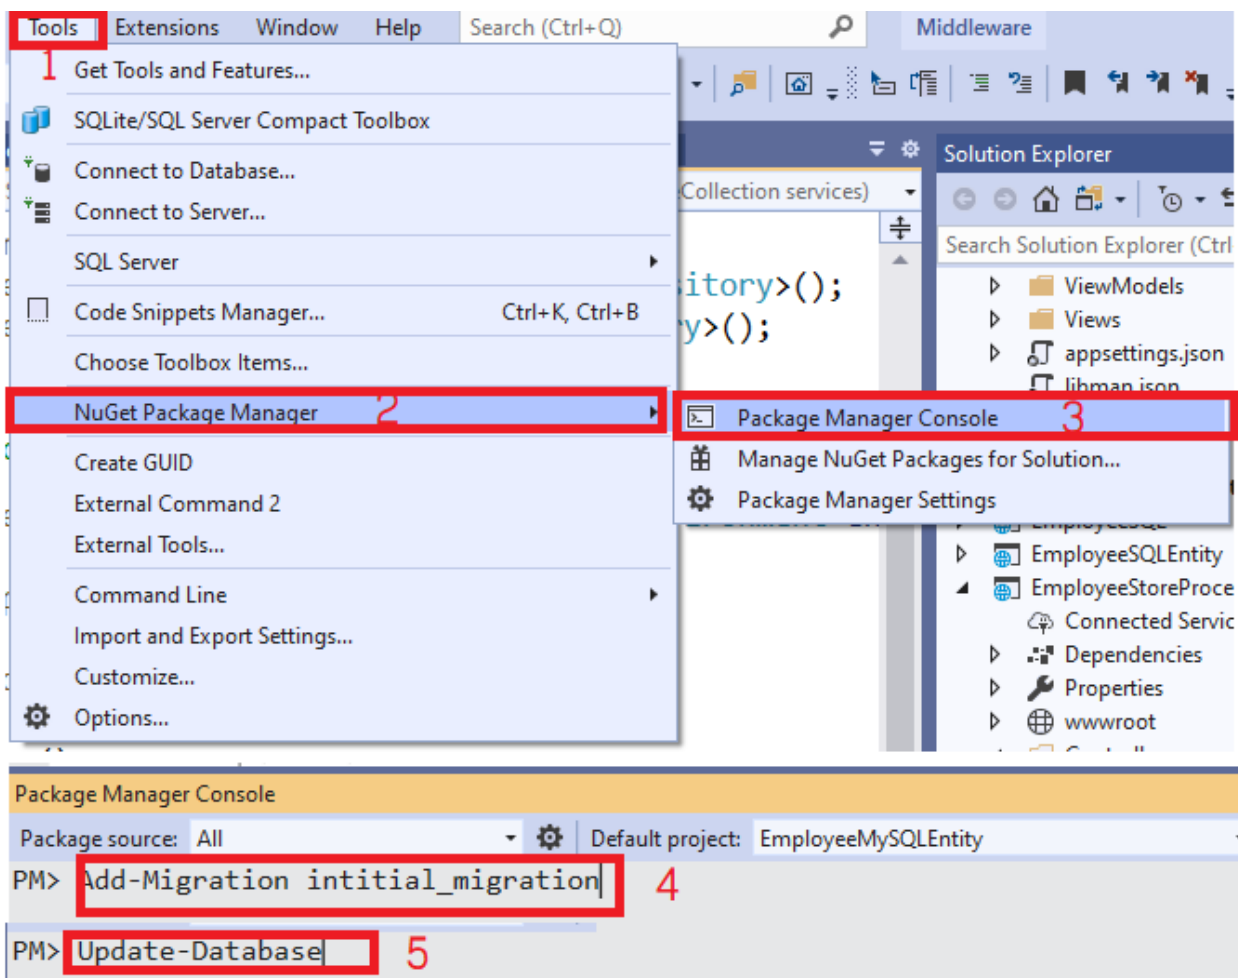 Tools Extensions Window Help Search (Ctrl+Q) Middleware
1
Get Tools and Features...
SQLite/SQL Server Compact Toolbox
Connect to Database...
Connect to Server...
SQL Server
Code Snippets Manager... Ctrl+K, Ctrl+B
Choose Toolbox Items...
NuGet Package Manager 2
Create GUID
External Command 2
External Tools...
Command Line
Import and Export Settings...
Customize...
Options...
Collection services)
itory>();
y>();
Package Manager Console 3
Manage NuGet Packages for Solution...
Package Manager Settings
Solution Explorer
Search Solution Explorer (Ctrl
ViewModels
Views
appsettings.json
libman.json
EmployeeSQL
EmployeeSQLEntity
EmployeeStoreProce
Connected Servic
Dependencies
Properties
wwwroot
Package Manager Console
Package source: All Default project: EmployeeMySQLEntity
PM> Add-Migration intitial_migration 4
PM> Update-Database 5